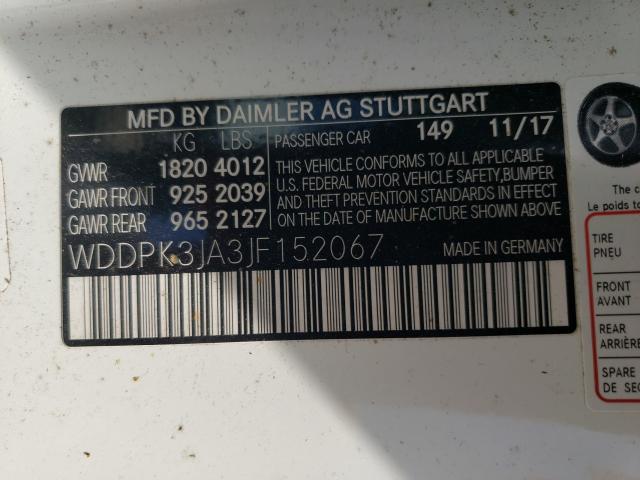 MFD BY DAIMLER AG STUTTGART
KG LBS
PASSENGER CAR 149 11/17
GVWR 1820 4012
GAWR FRONT 925 2039
GAWR REAR 965 2127
THIS VEHICLE CONFORMS TO ALL APPLICABLE
U.S. FEDERAL MOTOR VEHICLE SAFETY, BUMPER
AND THEFT PREVENTION STANDARDS IN EFFECT
ON THE DATE OF MANUFACTURE SHOWN ABOVE
WDDPK3JA3JF152067 MADE IN GERMANY
The c
Le poids to
TIRE
PNEU
FRONT
AVANT
REAR
ARRIÈRE
SPARE
DE SEC